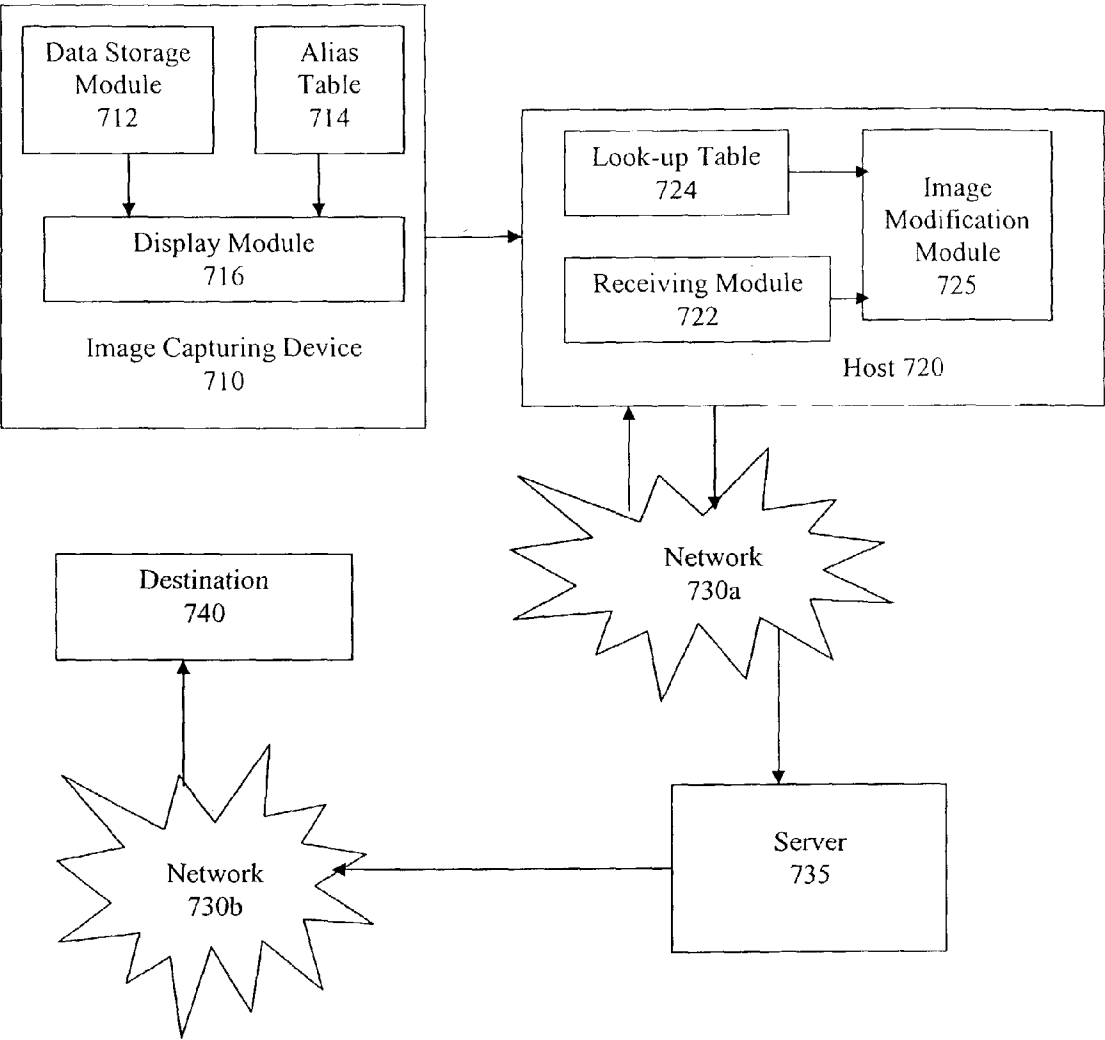 Data Storage
Module
712
Alias
Table
714
Display Module
716
Image Capturing Device
710
Look-up Table
724
Receiving Module
722
Image
Modification
Module
725
Host 720
Network
730a
Destination
740
Server
735
Network
730b